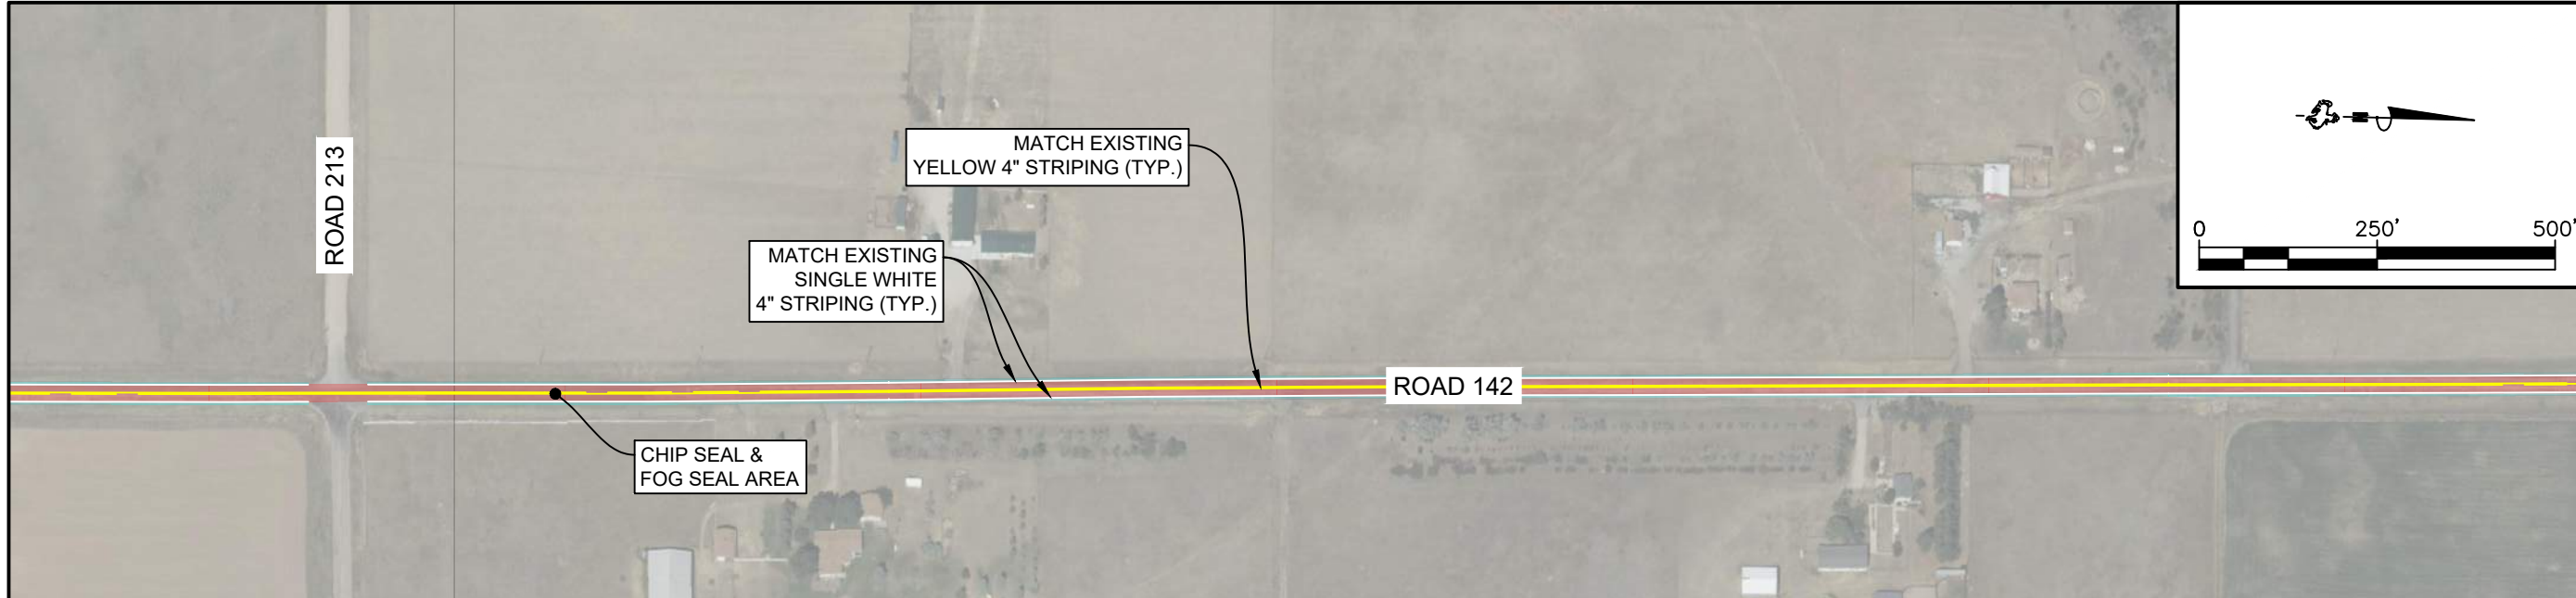 ROAD 213
MATCH EXISTING
YELLOW 4" STRIPING (TYP.)
MATCH EXISTING
SINGLE WHITE
4" STRIPING (TYP.)
CHIP SEAL &
FOG SEAL AREA
ROAD 142
N
0 250' 500'